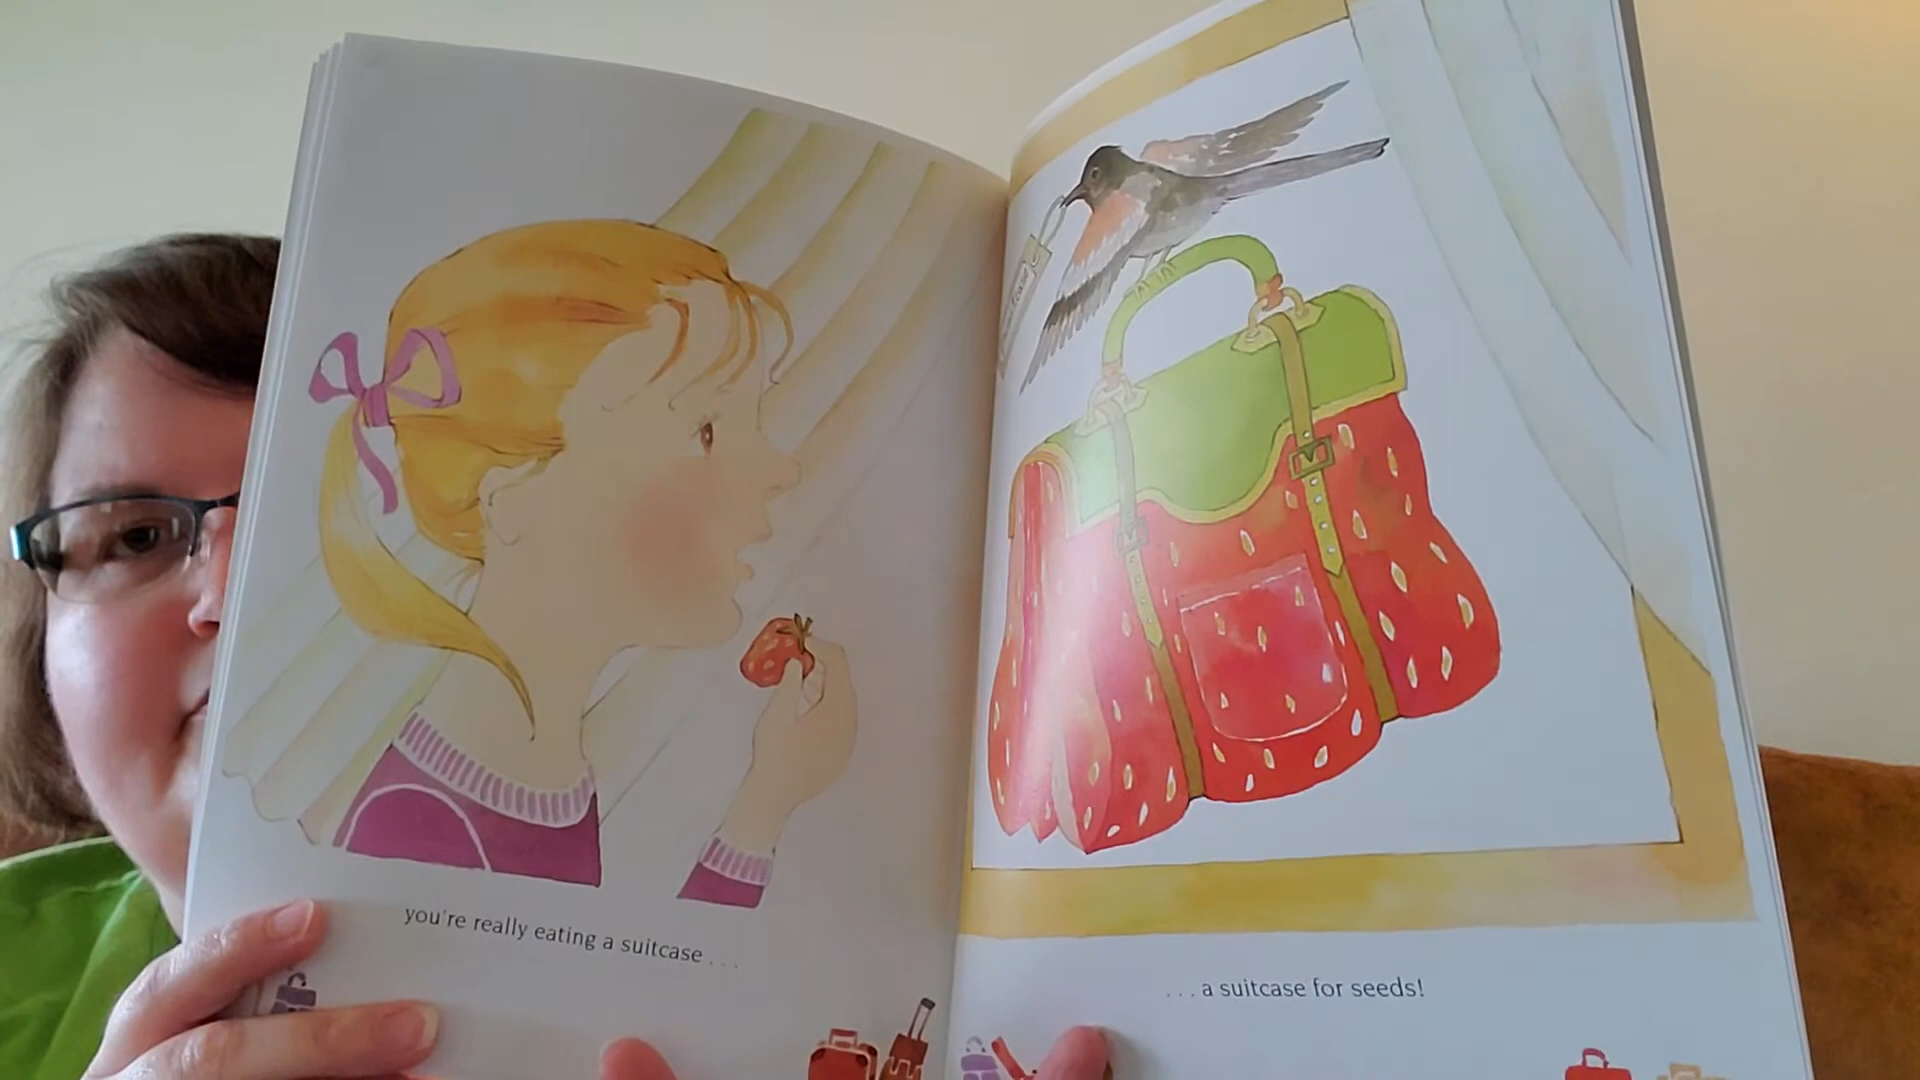 you're really eating a suitcase . . .
. . . a suitcase for seeds!